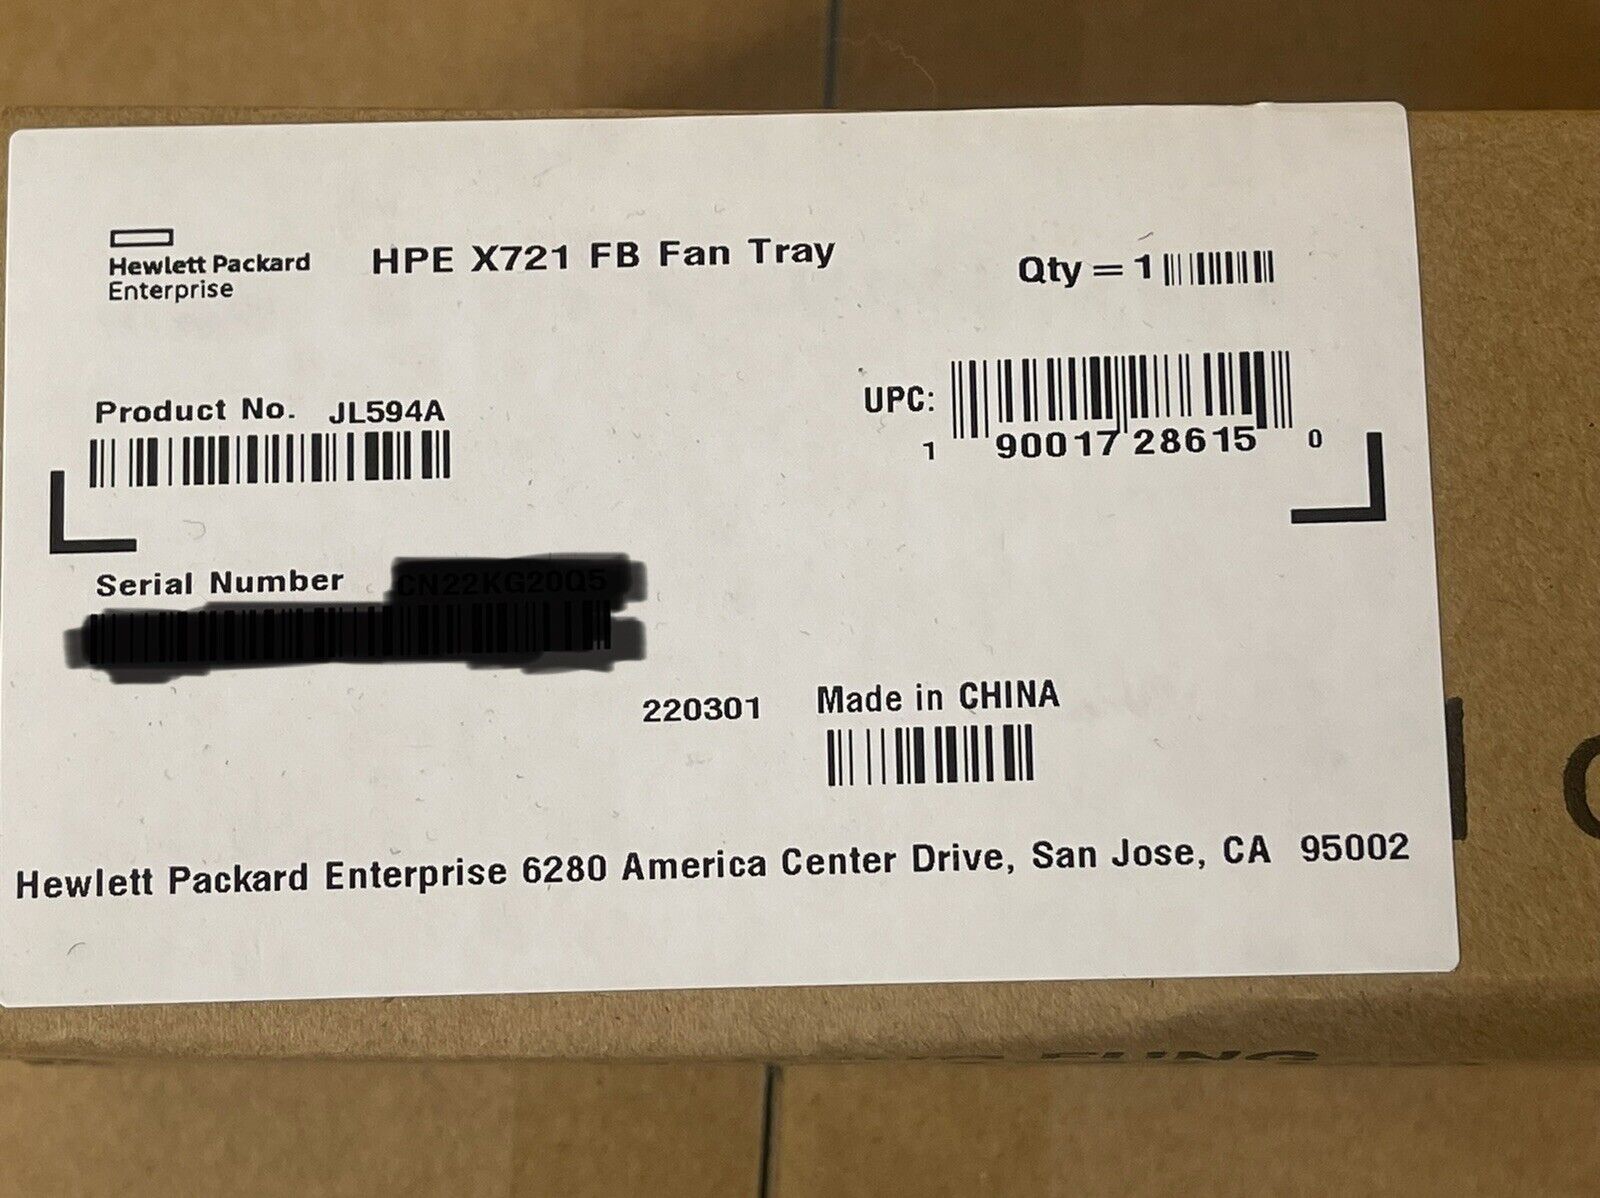 Hewlett Packard
Enterprise
HPE X721 FB Fan Tray
Qty = 1
Product No. JL594A
UPC:
1 90017 28615 0
Serial Number
220301 Made in CHINA
Hewlett Packard Enterprise 6280 America Center Drive, San Jose, CA 95002